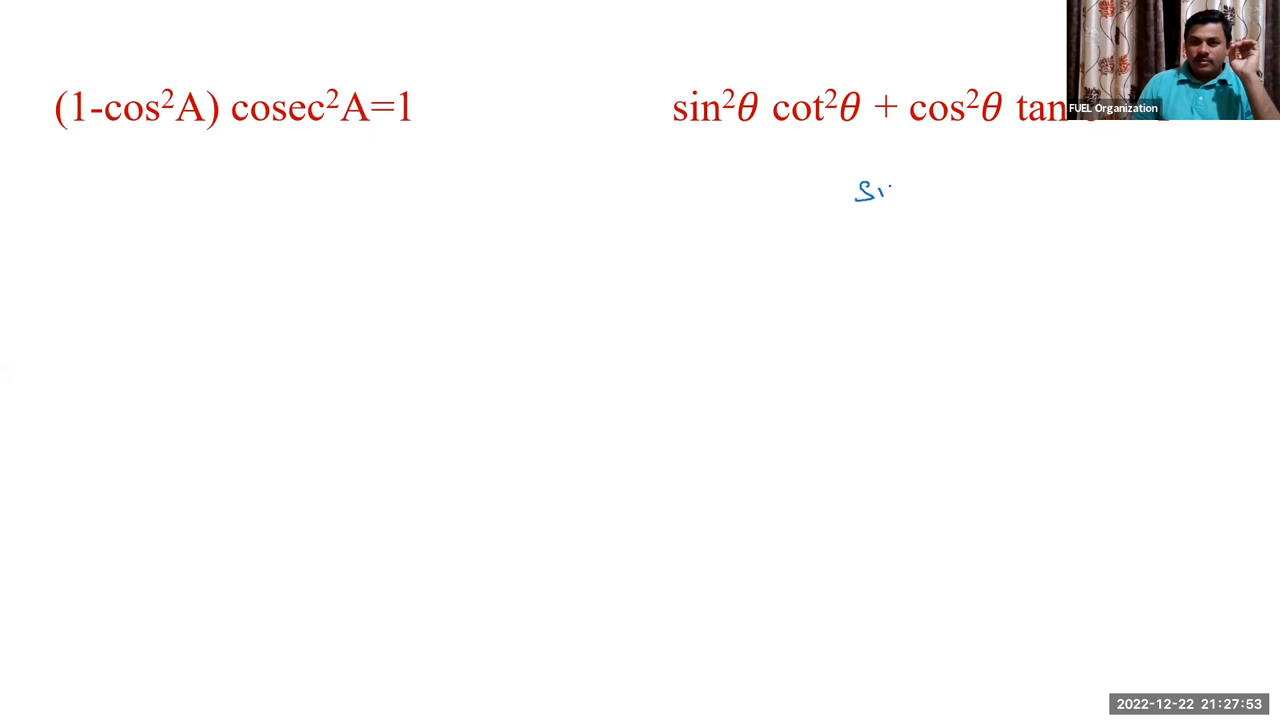 (1-cos²A) cosec²A=1
sin²θ cot²θ + cos²θ tan
FUEL Organization
2022-12-22 21:27:53